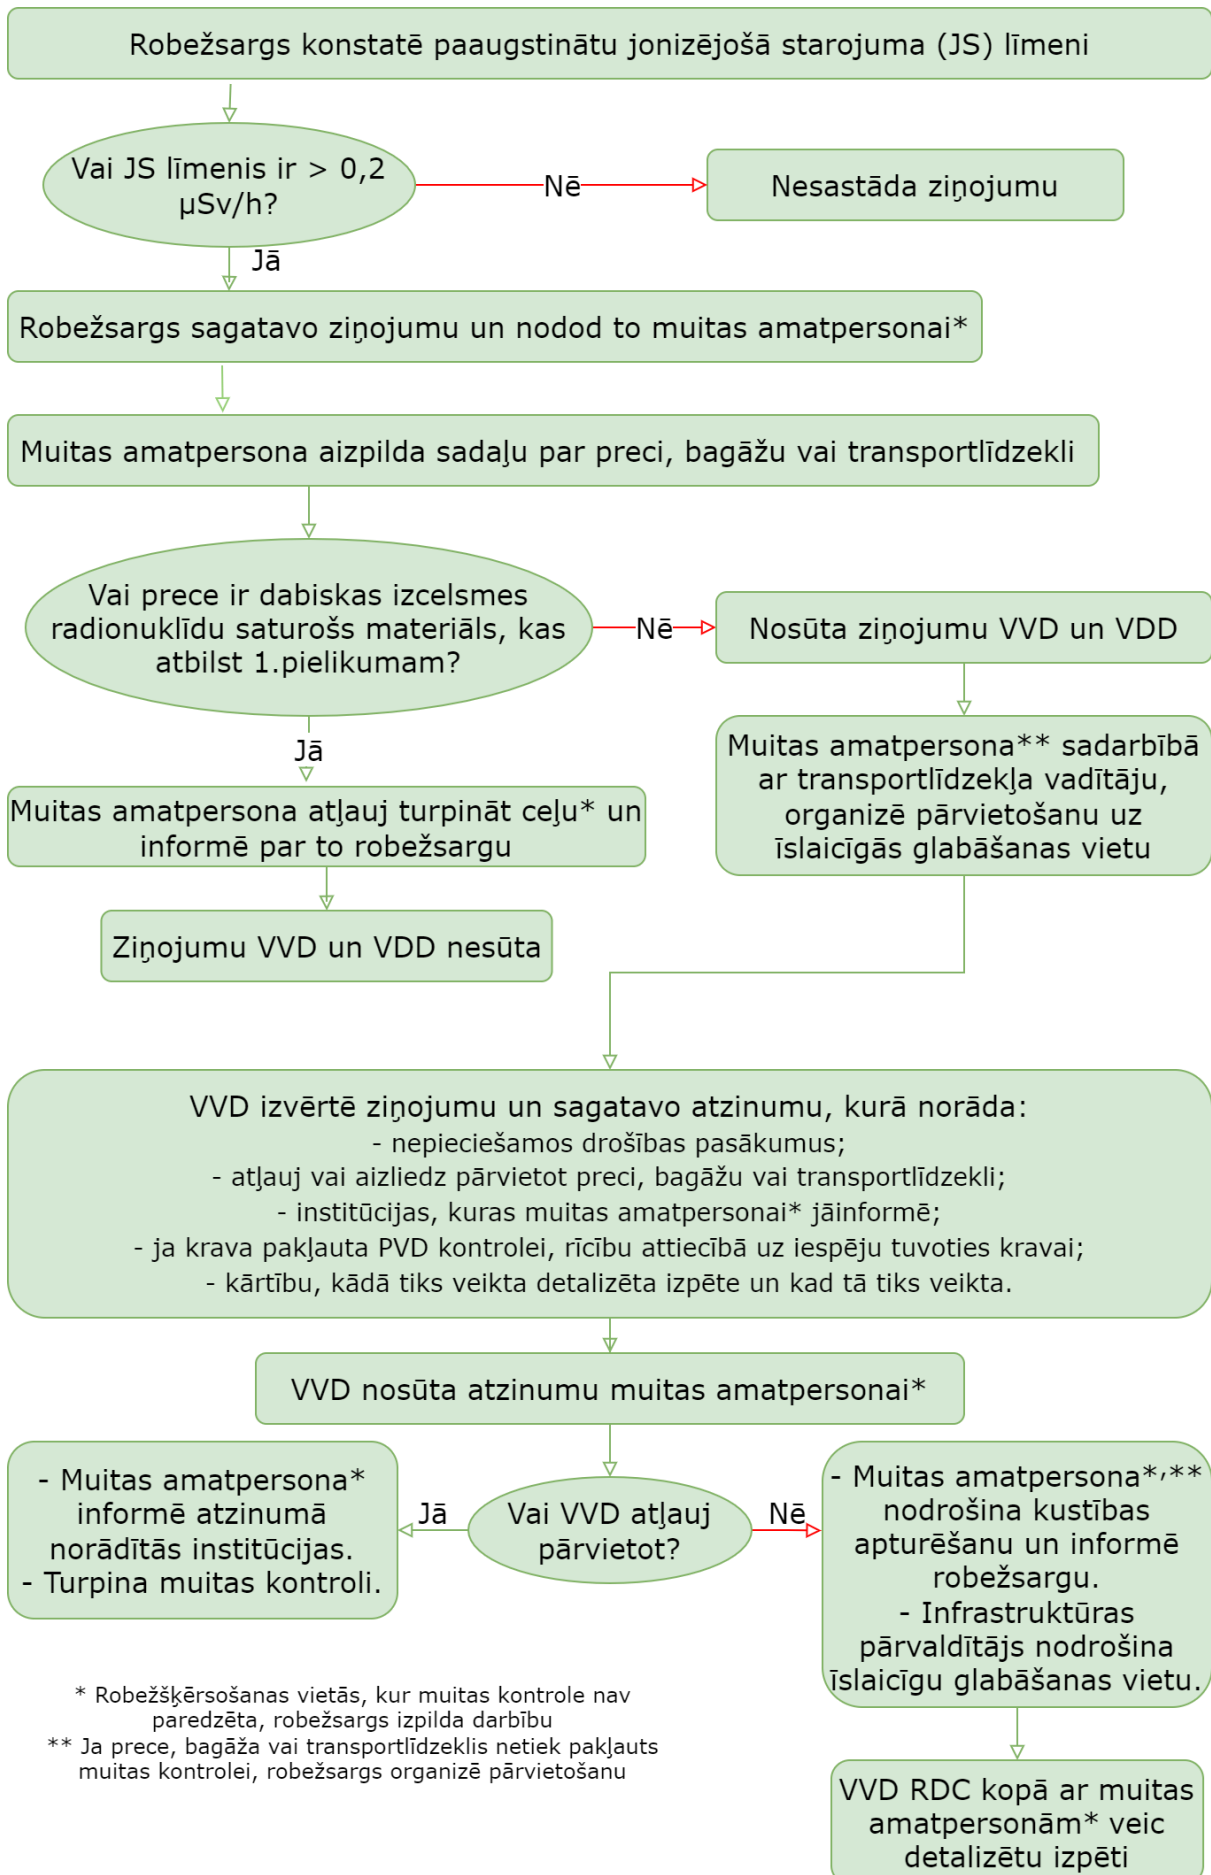 Robežsargs konstatē paaugstinātu jonizējošā starojuma (JS) līmeni
Vai JS līmenis ir > 0,2
µSv/h?
Nē
Nesastāda ziņojumu
Jā
Robežsargs sagatavo ziņojumu un nodod to muitas amatpersonai*
Muitas amatpersona aizpilda sadaļu par preci, bagāžu vai transportlīdzekli
Vai prece ir dabiskas izcelsmes
radionuklīdu saturošs materiāls, kas
atbilst 1.pielikumam?
Nē
Nosūta ziņojumu VVD un VDD
Jā
Muitas amatpersona** sadarbībā
ar transportlīdzekļa vadītāju,
organizē pārvietošanu uz
īslaicīgās glabāšanas vietu
Muitas amatpersona atļauj turpināt ceļu* un
informē par to robežsargu
Ziņojumu VVD un VDD nesūta
VVD izvērtē ziņojumu un sagatavo atzinumu, kurā norāda:
- nepieciešamos drošības pasākumus;
- atļauj vai aizliedz pārvietot preci, bagāžu vai transportlīdzekli;
- institūcijas, kuras muitas amatpersonai* jāinformē;
- ja krava pakļauta PVD kontrolei, rīcību attiecībā uz iespēju tuvoties kravai;
- kārtību, kādā tiks veikta detalizēta izpēte un kad tā tiks veikta.
VVD nosūta atzinumu muitas amatpersonai*
Vai VVD atļauj
pārvietot?
Jā
- Muitas amatpersona*
informē atzinumā
norādītās institūcijas.
- Turpina muitas kontroli.
Nē
- Muitas amatpersona*,**
nodrošina kustības
apturēšanu un informē
robežsargu.
- Infrastruktūras
pārvaldītājs nodrošina
īslaicīgu glabāšanas vietu.
* Robežšķērsošanas vietās, kur muitas kontrole nav
paredzēta, robežsargs izpilda darbību
** Ja prece, bagāža vai transportlīdzeklis netiek pakļauts
muitas kontrolei, robežsargs organizē pārvietošanu
VVD RDC kopā ar muitas
amatpersonām* veic
detalizētu izpēti